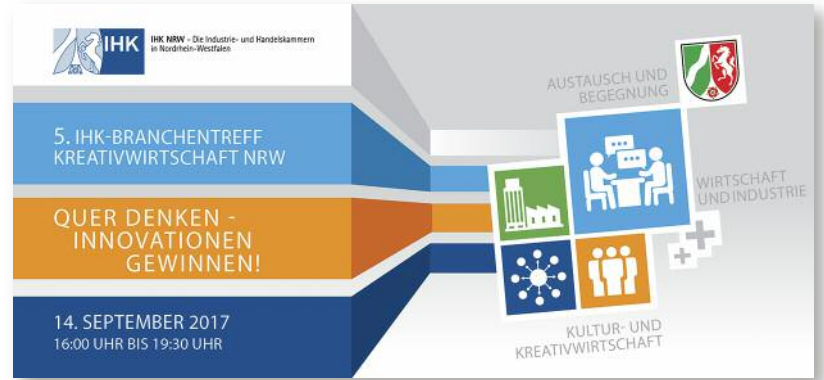 IHK
IHK NRW – Die Industrie- und Handelskammern
in Nordrhein-Westfalen
5. IHK-BRANCHENTREFF
KREATIVWIRTSCHAFT NRW
QUER DENKEN -
INNOVATIONEN
GEWINNEN!
14. SEPTEMBER 2017
16:00 UHR BIS 19:30 UHR
AUSTAUSCH UND
BEGEGNUNG
WIRTSCHAFT
UND INDUSTRIE
KULTUR- UND
KREATIVWIRTSCHAFT